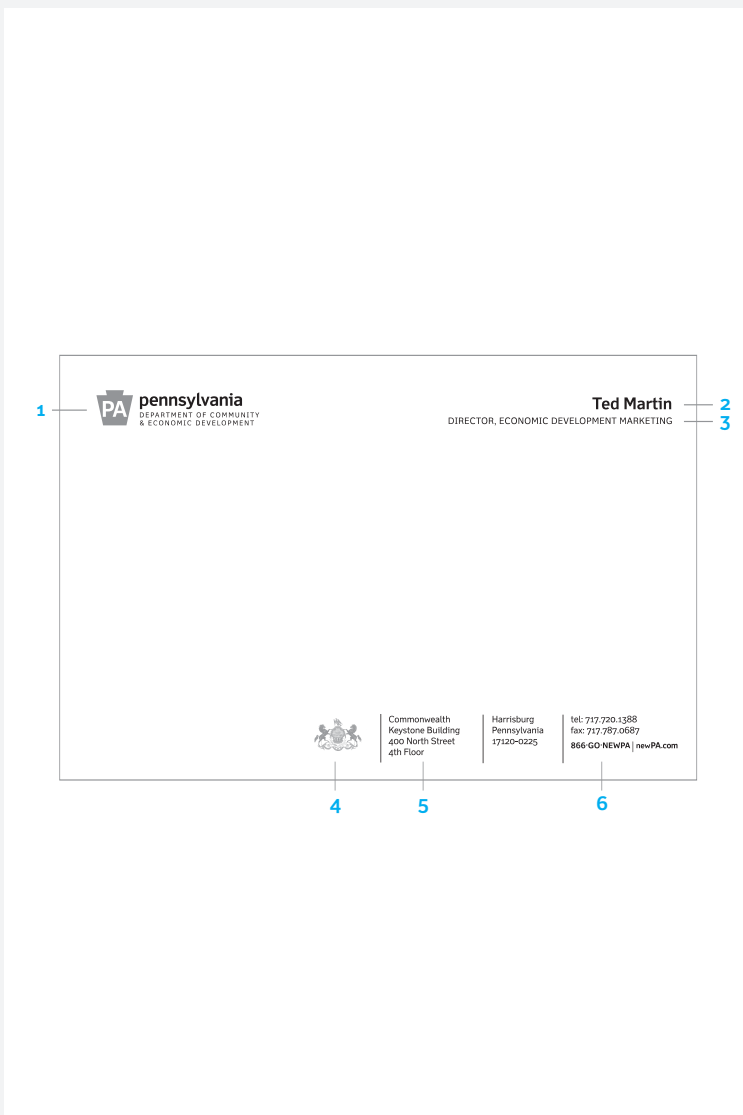 1
PA
pennsylvania
DEPARTMENT OF COMMUNITY
& ECONOMIC DEVELOPMENT
Ted Martin
2
DIRECTOR, ECONOMIC DEVELOPMENT MARKETING
3
Commonwealth
Keystone Building
400 North Street
4th Floor
Harrisburg
Pennsylvania
17120-0225
tel: 717.720.1388
fax: 717.787.0687
866·GO·NEWPA | newPA.com
4
5
6